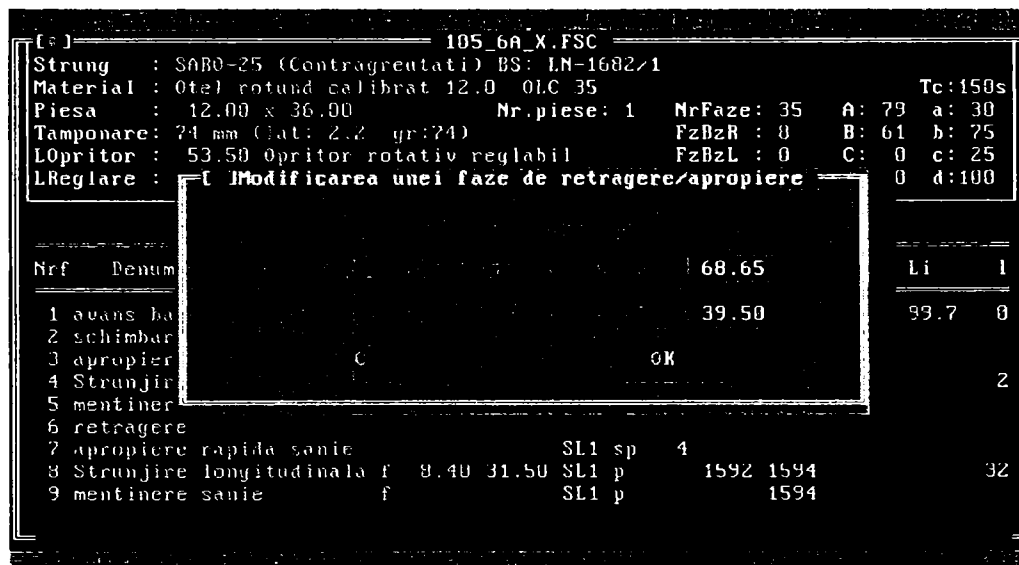 105_6A_X.FSC
Strung : SARO-25 (Contragreutati) BS: LN-1682/1
Material : Otel rotund calibrat 12.0 OLC 35 Tc:150s
Piesa : 12.00 x 36.00 Nr.piese: 1 NrFaze: 35 A: 79 a: 30
Tamponare: 74 mm (lat: 2.2 gr:74) FzBzR : 0 B: 61 b: 75
LOpritor : 53.50 Opritor rotativ reglabil FzBzL : 0 C: 0 c: 25
LReglare : 0 d:100
Modificarea unei faze de retragere/apropiere
68.65
39.50
OK
Nrf Denum Li l
1 avans ba 99.7 0
2 schimbar
3 apropier
4 Strunjir 2
5 mentiner
6 retragere
7 apropiere rapida sanie SL1 sp 4
8 Strunjire longitudinala f 8.40 31.50 SL1 p 1592 1594 32
9 mentinere sanie f SL1 p 1594